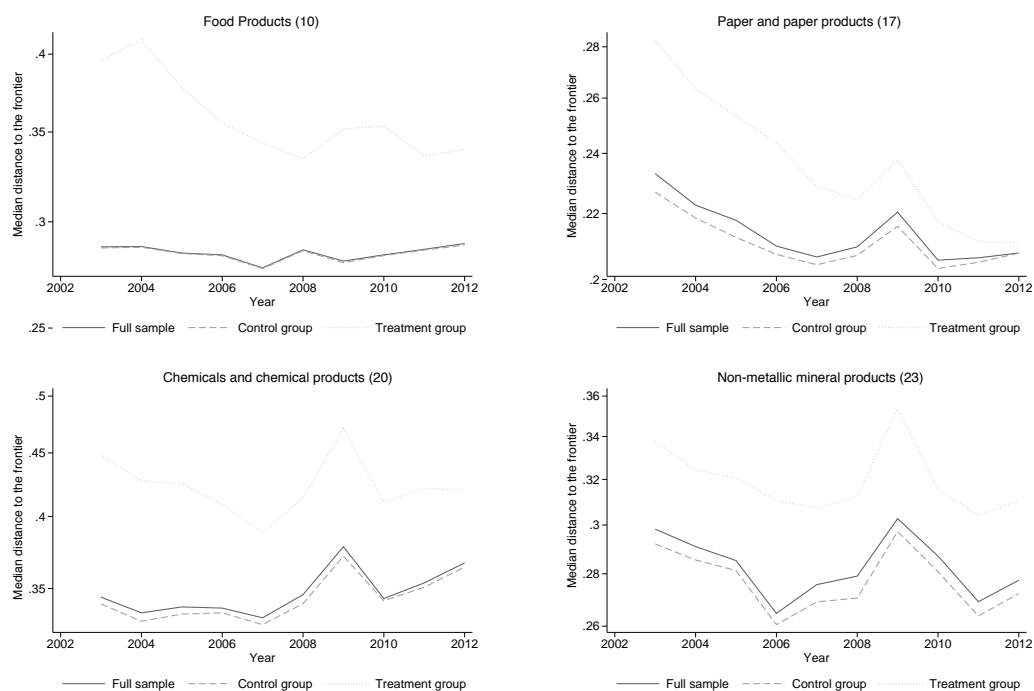 Food Products (10)
Median distance to the frontier
.4
.35
.3
.25
2002 2004 2006 2008 2010 2012
Year
Full sample Control group Treatment group
Paper and paper products (17)
Median distance to the frontier
.28
.26
.24
.22
.2
2002 2004 2006 2008 2010 2012
Year
Full sample Control group Treatment group
Chemicals and chemical products (20)
Median distance to the frontier
.5
.45
.4
.35
2002 2004 2006 2008 2010 2012
Year
Full sample Control group Treatment group
Non-metallic mineral products (23)
Median distance to the frontier
.36
.34
.32
.3
.28
.26
2002 2004 2006 2008 2010 2012
Year
Full sample Control group Treatment group